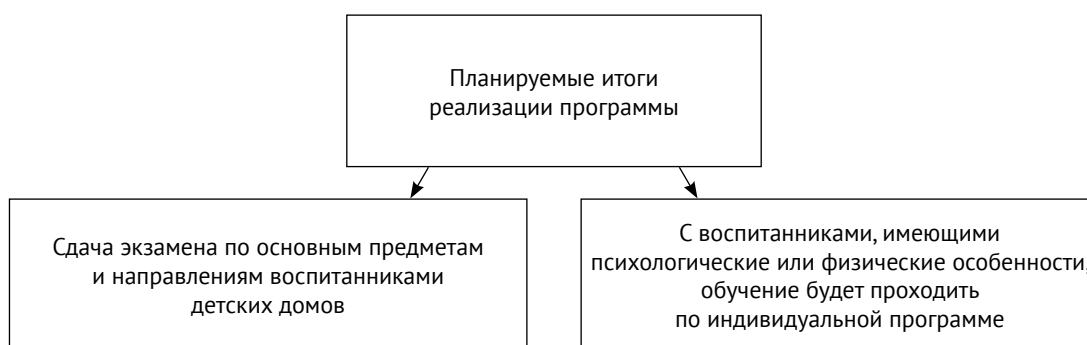 Планируемые итоги
реализации программы
Сдача экзамена по основным предметам
и направлениям воспитанниками
детских домов
С воспитанниками, имеющими
психологические или физические особенности,
обучение будет проходить
по индивидуальной программе